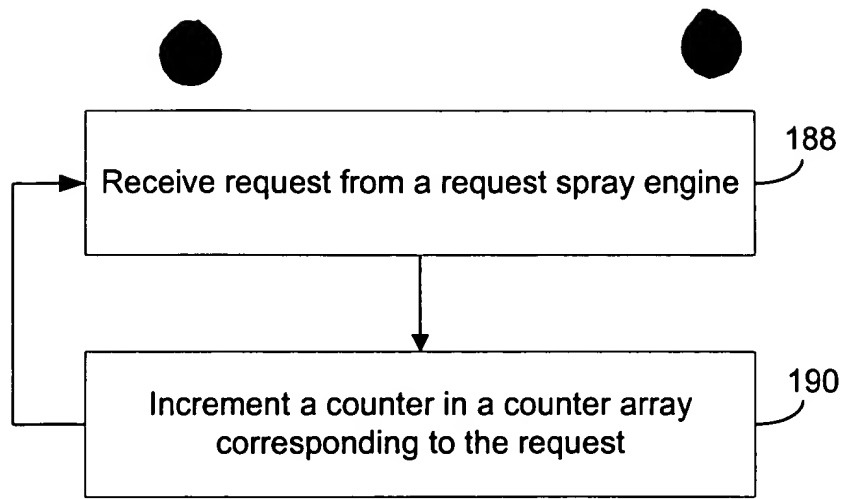 188
Receive request from a request spray engine
190
Increment a counter in a counter array
corresponding to the request